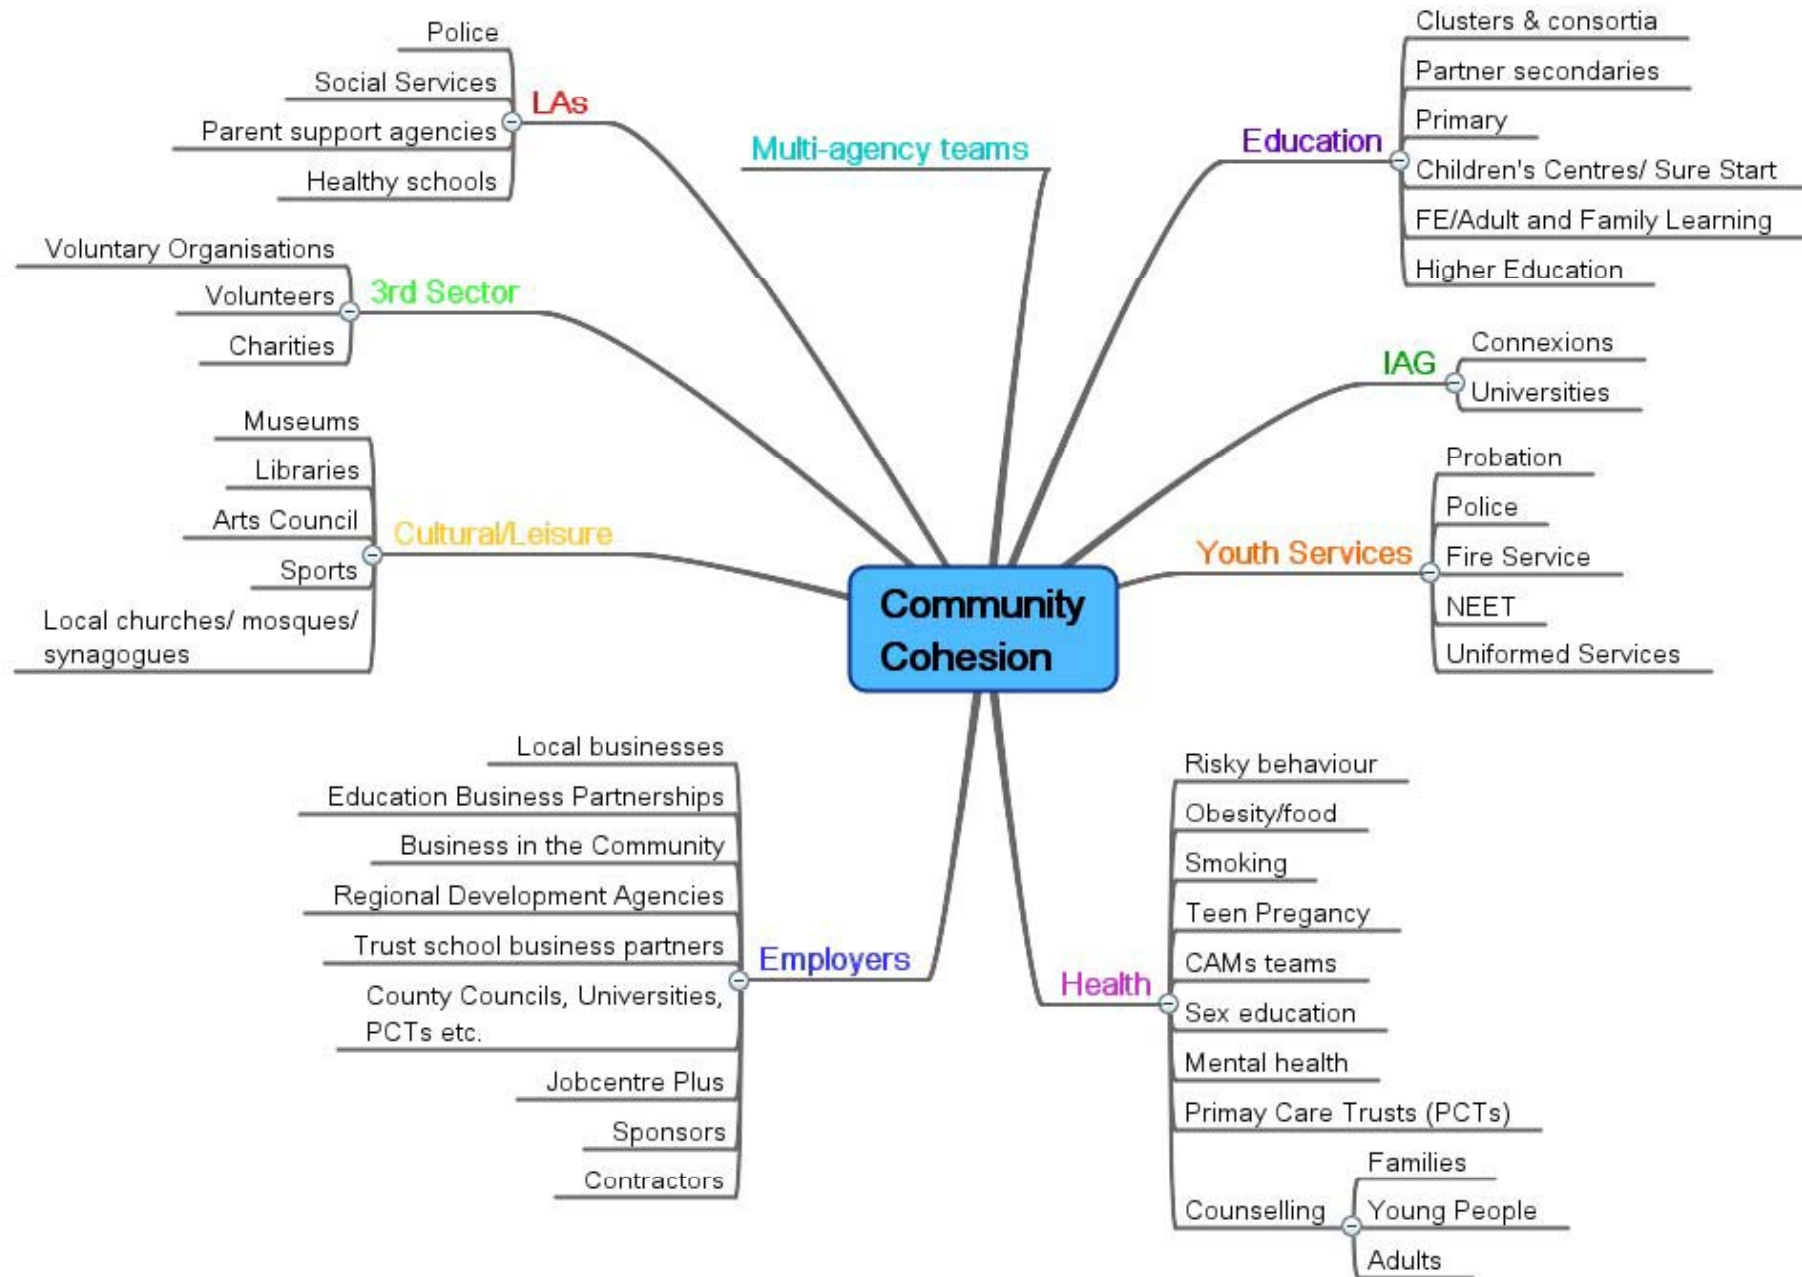 Community
Cohesion
Multi-agency teams
Education
Clusters & consortia
Partner secondaries
Primary
Children's Centres/ Sure Start
FE/Adult and Family Learning
Higher Education
IAG
Connexions
Universities
Youth Services
Probation
Police
Fire Service
NEET
Uniformed Services
Health
Risky behaviour
Obesity/food
Smoking
Teen Pregancy
CAMs teams
Sex education
Mental health
Primay Care Trusts (PCTs)
Counselling
Families
Young People
Adults
Employers
Local businesses
Education Business Partnerships
Business in the Community
Regional Development Agencies
Trust school business partners
County Councils, Universities,
PCTs etc.
Jobcentre Plus
Sponsors
Contractors
Cultural/Leisure
Museums
Libraries
Arts Council
Sports
Local churches/ mosques/
synagogues
3rd Sector
Voluntary Organisations
Volunteers
Charities
LAs
Police
Social Services
Parent support agencies
Healthy schools